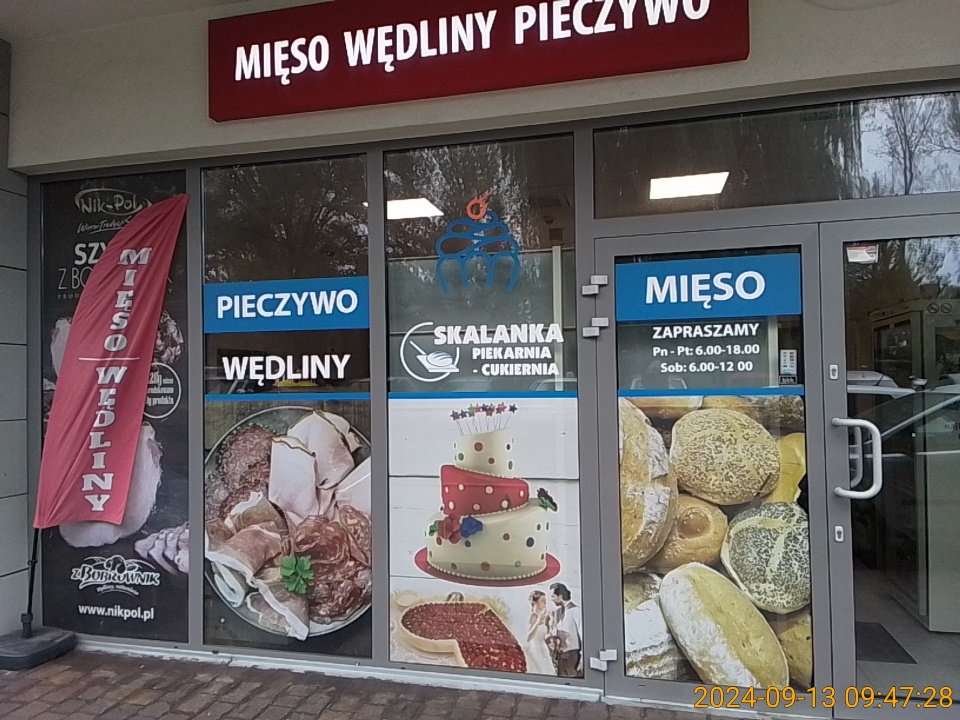 MIĘSO WĘDLINY PIECZYWO
Nik-Pol
SZY
Z BO
MIĘSO WĘDLINY
Z BOBROWNIK
www.nikpol.pl
PIECZYWO
WĘDLINY
SKALANKA
PIEKARNIA
- CUKIERNIA
MIĘSO
ZAPRASZAMY
Pn - Pt: 6.00-18.00
Sob: 6.00-12 00
2024-09-13 09:47:28